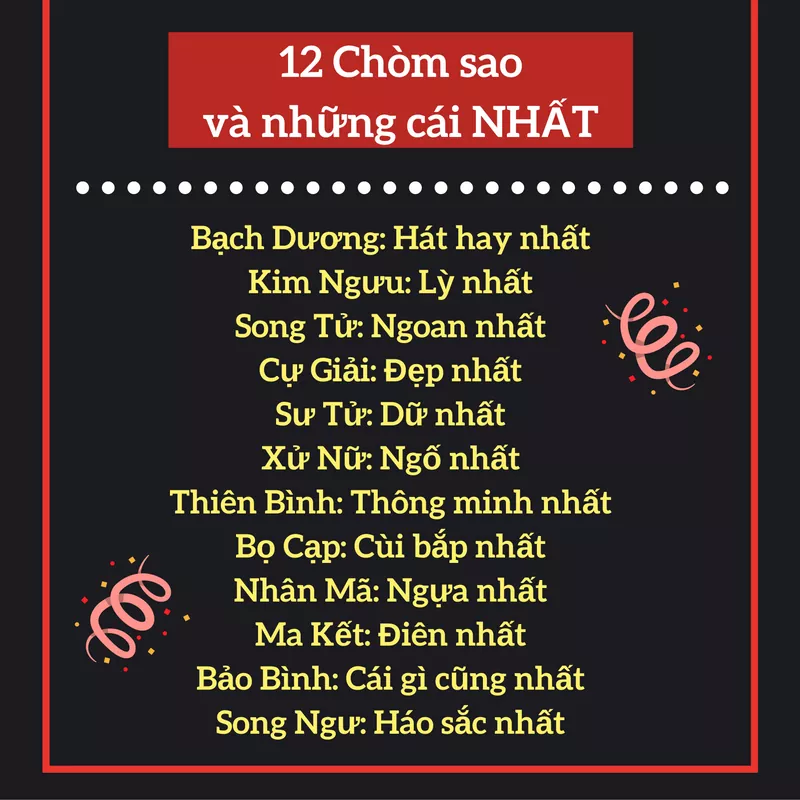 12 Chòm sao
và những cái NHẤT
Bạch Dương: Hát hay nhất
Kim Ngưu: Lỳ nhất
Song Tử: Ngoan nhất
Cự Giải: Đẹp nhất
Sư Tử: Dữ nhất
Xử Nữ: Ngố nhất
Thiên Bình: Thông minh nhất
Bọ Cạp: Cùi bắp nhất
Nhân Mã: Ngựa nhất
Ma Kết: Điên nhất
Bảo Bình: Cái gì cũng nhất
Song Ngư: Háo sắc nhất